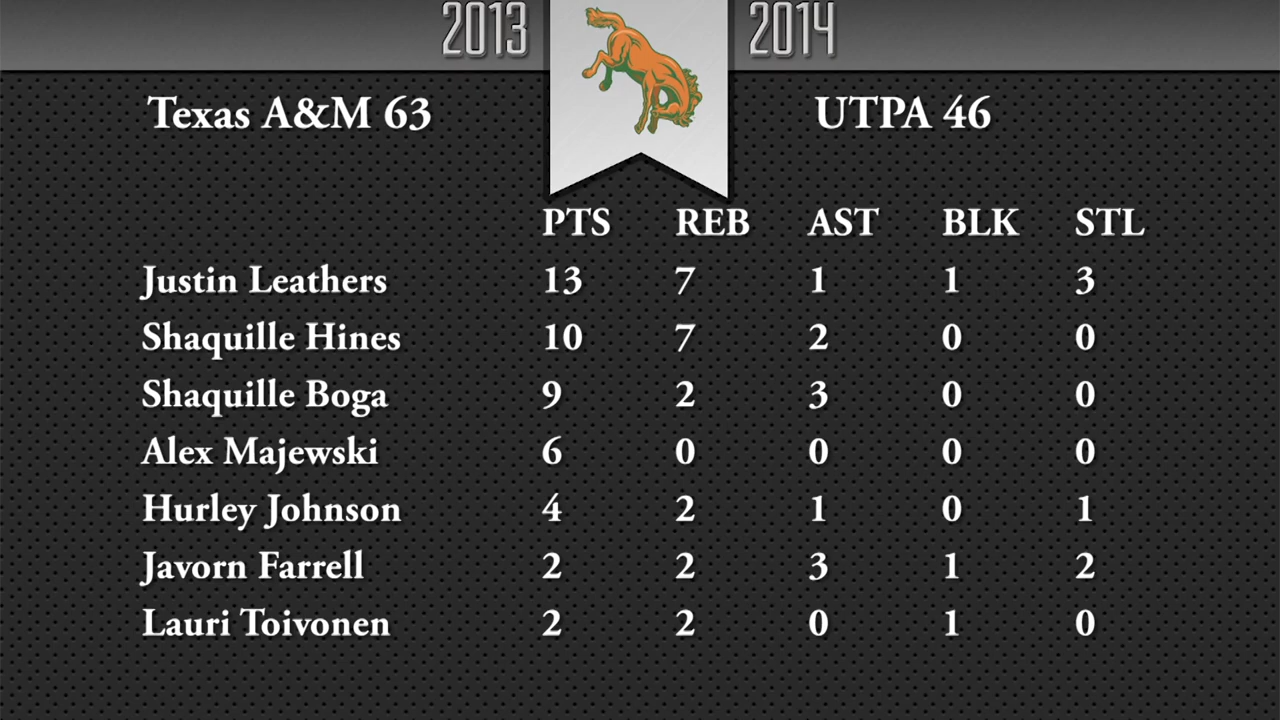 2013 2014
Texas A&M 63 UTPA 46
PTS REB AST BLK STL
Justin Leathers 13 7 1 1 3
Shaquille Hines 10 7 2 0 0
Shaquille Boga 9 2 3 0 0
Alex Majewski 6 0 0 0 0
Hurley Johnson 4 2 1 0 1
Javorn Farrell 2 2 3 1 2
Lauri Toivonen 2 2 0 1 0